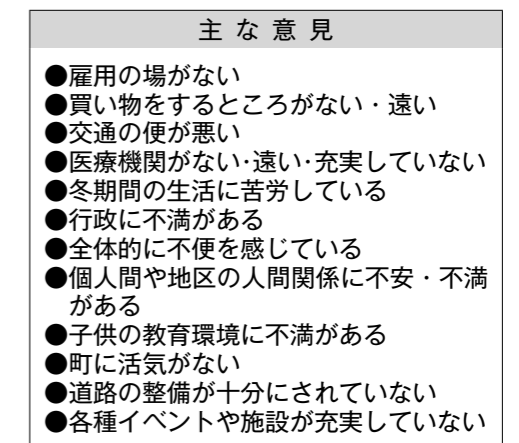 主な意見
●雇用の場がない
●買い物をするところがない・遠い
●交通の便が悪い
●医療機関がない・遠い・充実していない
●冬期間の生活に苦労している
●行政に不満がある
●全体的に不便を感じている
●個人間や地区の人間関係に不安・不満
がある
●子供の教育環境に不満がある
●町に活気がない
●道路の整備が十分にされていない
●各種イベントや施設が充実していない